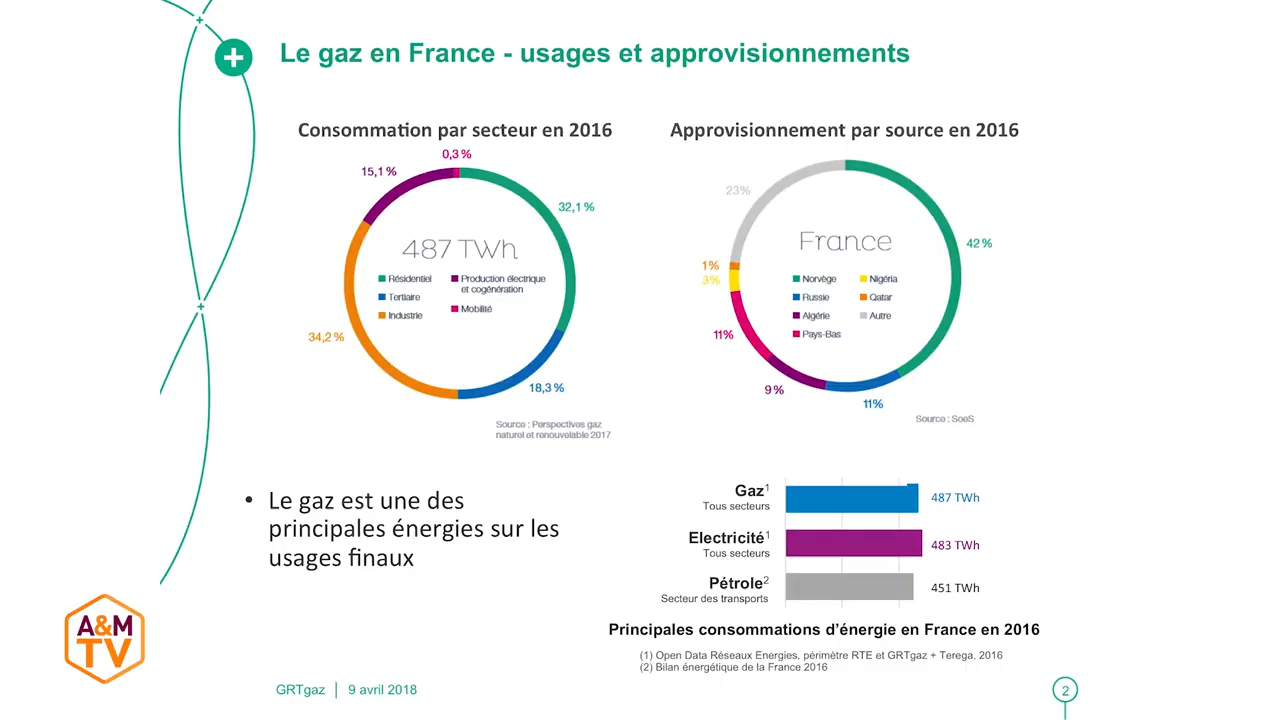 Le gaz en France - usages et approvisionnements
Consommation par secteur en 2016
0,3 %
15,1 %
32,1 %
487 TWh
Résidentiel
Production électrique
et cogénération
Tertiaire
Mobilité
Industrie
34,2 %
18,3 %
Source : Perspectives gaz
naturel et renouvelable 2017
Approvisionnement par source en 2016
23%
42 %
France
1%
3%
Norvège
Nigéria
Russie
Qatar
Algérie
Autre
Pays-Bas
11%
9 %
11%
Source : SoeS
• Le gaz est une des
principales énergies sur les
usages finaux
Gaz1
Tous secteurs
487 TWh
Electricité1
Tous secteurs
483 TWh
Pétrole2
Secteur des transports
451 TWh
Principales consommations d’énergie en France en 2016
(1) Open Data Réseaux Energies, périmètre RTE et GRTgaz + Terega, 2016
(2) Bilan énergétique de la France 2016
A&M
TV
GRTgaz | 9 avril 2018
2